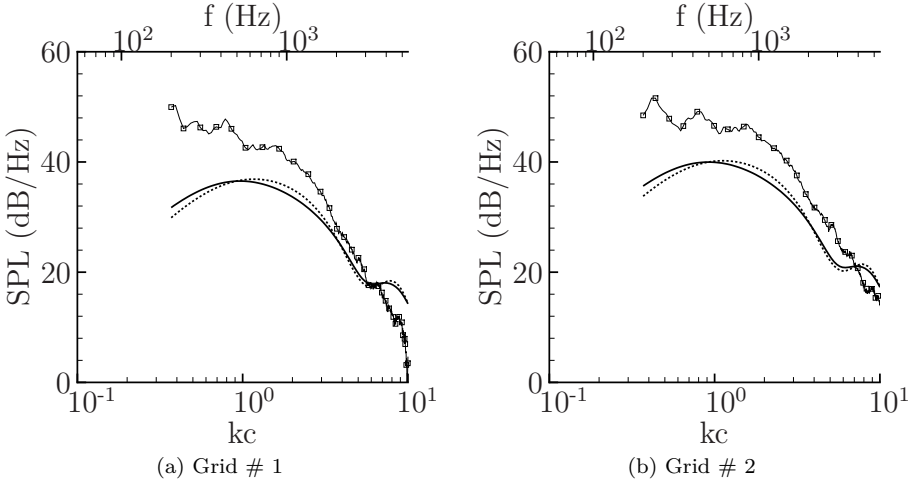 f (Hz)
10^2 10^3
60
40
20
0
SPL (dB/Hz)
10^-1 10^0 10^1
kc
(a) Grid # 1
f (Hz)
10^2 10^3
60
40
20
0
SPL (dB/Hz)
10^-1 10^0 10^1
kc
(b) Grid # 2